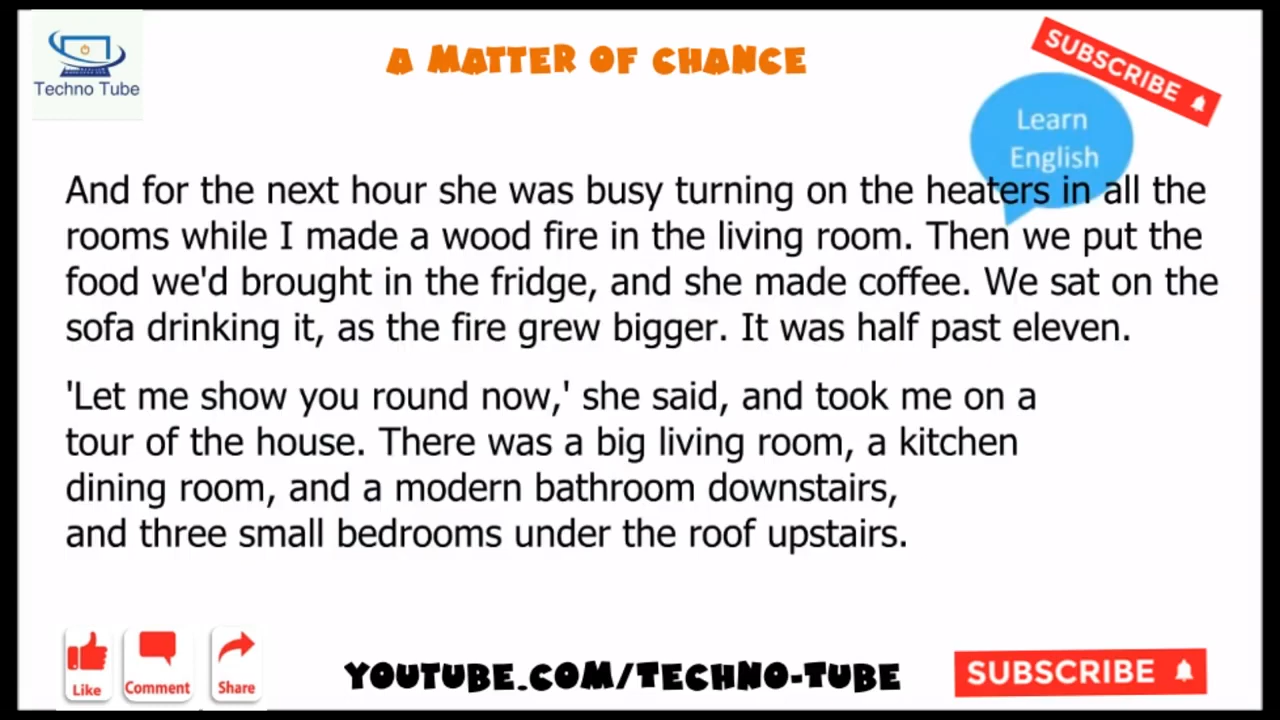 A MATTER OF CHANCE
SUBSCRIBE
Techno Tube
Learn
English
And for the next hour she was busy turning on the heaters in all the
rooms while I made a wood fire in the living room. Then we put the
food we'd brought in the fridge, and she made coffee. We sat on the
sofa drinking it, as the fire grew bigger. It was half past eleven.
'Let me show you round now,' she said, and took me on a
tour of the house. There was a big living room, a kitchen
dining room, and a modern bathroom downstairs,
and three small bedrooms under the roof upstairs.
Like
Comment
Share
YOUTUBE.COM/TECHNO-TUBE
SUBSCRIBE